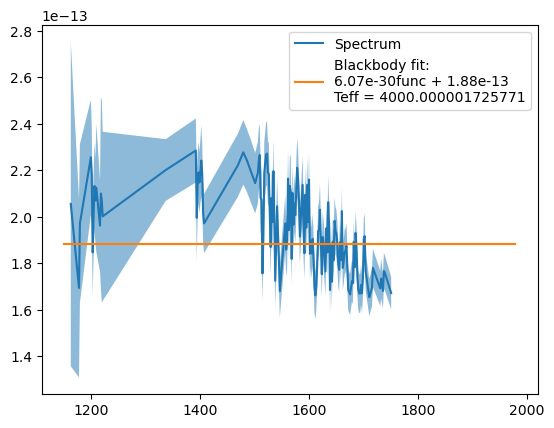 1e−13
2.8
2.6
2.4
2.2
2.0
1.8
1.6
1.4
1200
1400
1600
1800
2000
Spectrum
Blackbody fit:
6.07e-30func + 1.88e-13
Teff = 4000.000001725771